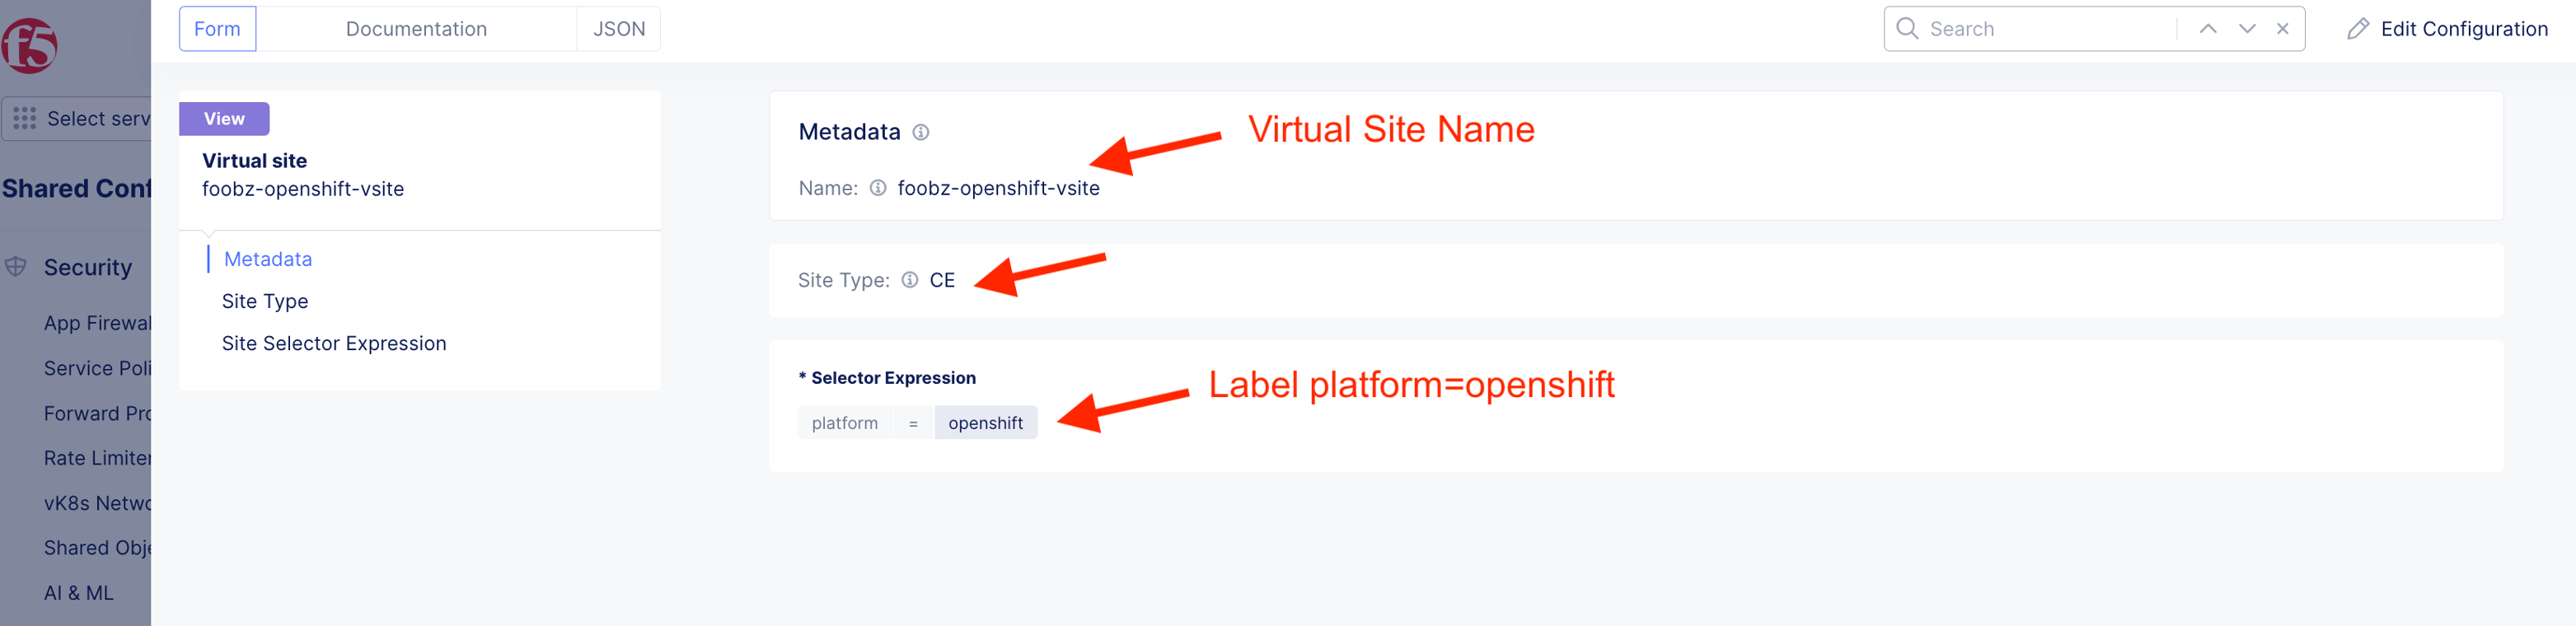 Form
Documentation
JSON
Search
Edit Configuration
f5
Select serv
Shared Conf
Security
App Firewal
Service Poli
Forward Pro
Rate Limiter
vK8s Netwo
Shared Obje
AI & ML
View
Virtual site
foobz-openshift-vsite
Metadata
Site Type
Site Selector Expression
Metadata
Virtual Site Name
Name: foobz-openshift-vsite
Site Type: CE
* Selector Expression
Label platform=openshift
platform = openshift